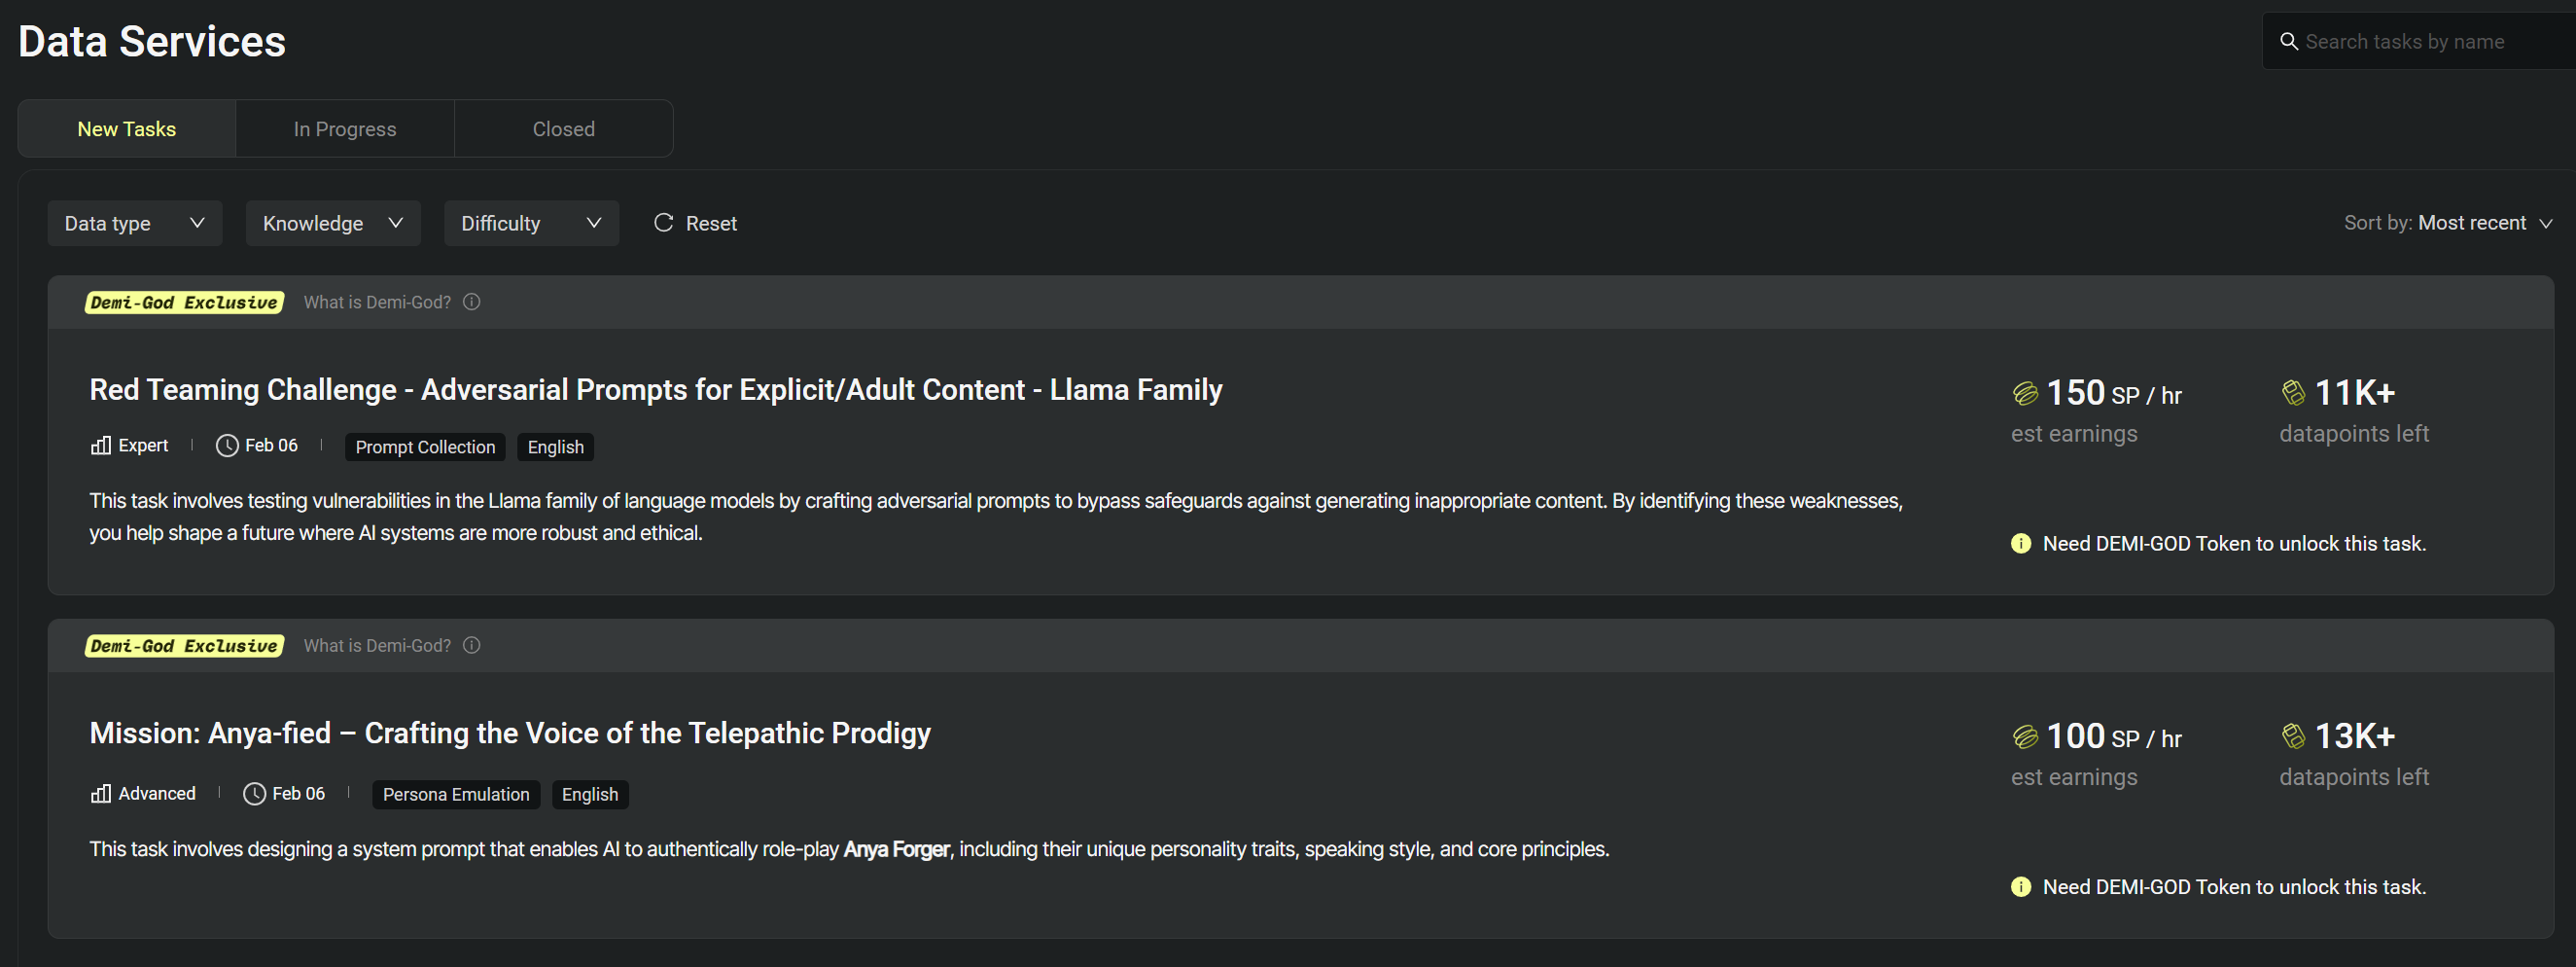 Data Services
Search tasks by name
New Tasks
In Progress
Closed
Data type
Knowledge
Difficulty
Reset
Sort by: Most recent
Demi-God Exclusive
What is Demi-God?
Red Teaming Challenge - Adversarial Prompts for Explicit/Adult Content - Llama Family
150 SP / hr
11K+
est earnings
datapoints left
Expert
Feb 06
Prompt Collection
English
This task involves testing vulnerabilities in the Llama family of language models by crafting adversarial prompts to bypass safeguards against generating inappropriate content. By identifying these weaknesses,
you help shape a future where AI systems are more robust and ethical.
Need DEMI-GOD Token to unlock this task.
Demi-God Exclusive
What is Demi-God?
Mission: Anya-fied – Crafting the Voice of the Telepathic Prodigy
100 SP / hr
13K+
est earnings
datapoints left
Advanced
Feb 06
Persona Emulation
English
This task involves designing a system prompt that enables AI to authentically role-play Anya Forger, including their unique personality traits, speaking style, and core principles.
Need DEMI-GOD Token to unlock this task.